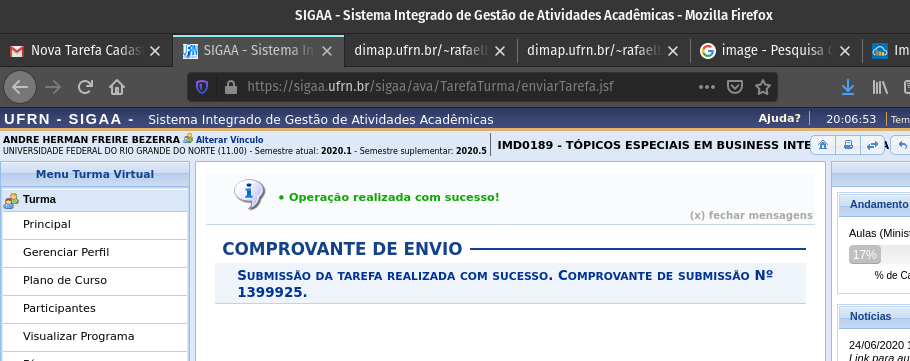 SIGAA - Sistema Integrado de Gestão de Atividades Acadêmicas - Mozilla Firefox
Nova Tarefa Cadas
SIGAA - Sistema In
dimap.ufrn.br/~rafaelb
dimap.ufrn.br/~rafaelb
image - Pesquisa G
Im
https://sigaa.ufrn.br/sigaa/ava/TarefaTurma/enviarTarefa.jsf
UFRN - SIGAA - Sistema Integrado de Gestão de Atividades Acadêmicas
Ajuda? | 20:06:53 | Tem
ANDRE HERMAN FREIRE BEZERRA Alterar Vínculo
UNIVERSIDADE FEDERAL DO RIO GRANDE DO NORTE (11.00) - Semestre atual: 2020.1 - Semestre suplementar: 2020.5
IMD0189 - TÓPICOS ESPECIAIS EM BUSINESS INTE
Menu Turma Virtual
Turma
Principal
Gerenciar Perfil
Plano de Curso
Participantes
Visualizar Programa
• Operação realizada com sucesso!
(x) fechar mensagens
COMPROVANTE DE ENVIO
SUBMISSÃO DA TAREFA REALIZADA COM SUCESSO. COMPROVANTE DE SUBMISSÃO Nº
1399925.
Andamento
Aulas (Minis
17%
% de Ca
Notícias
24/06/2020 1
Link para au